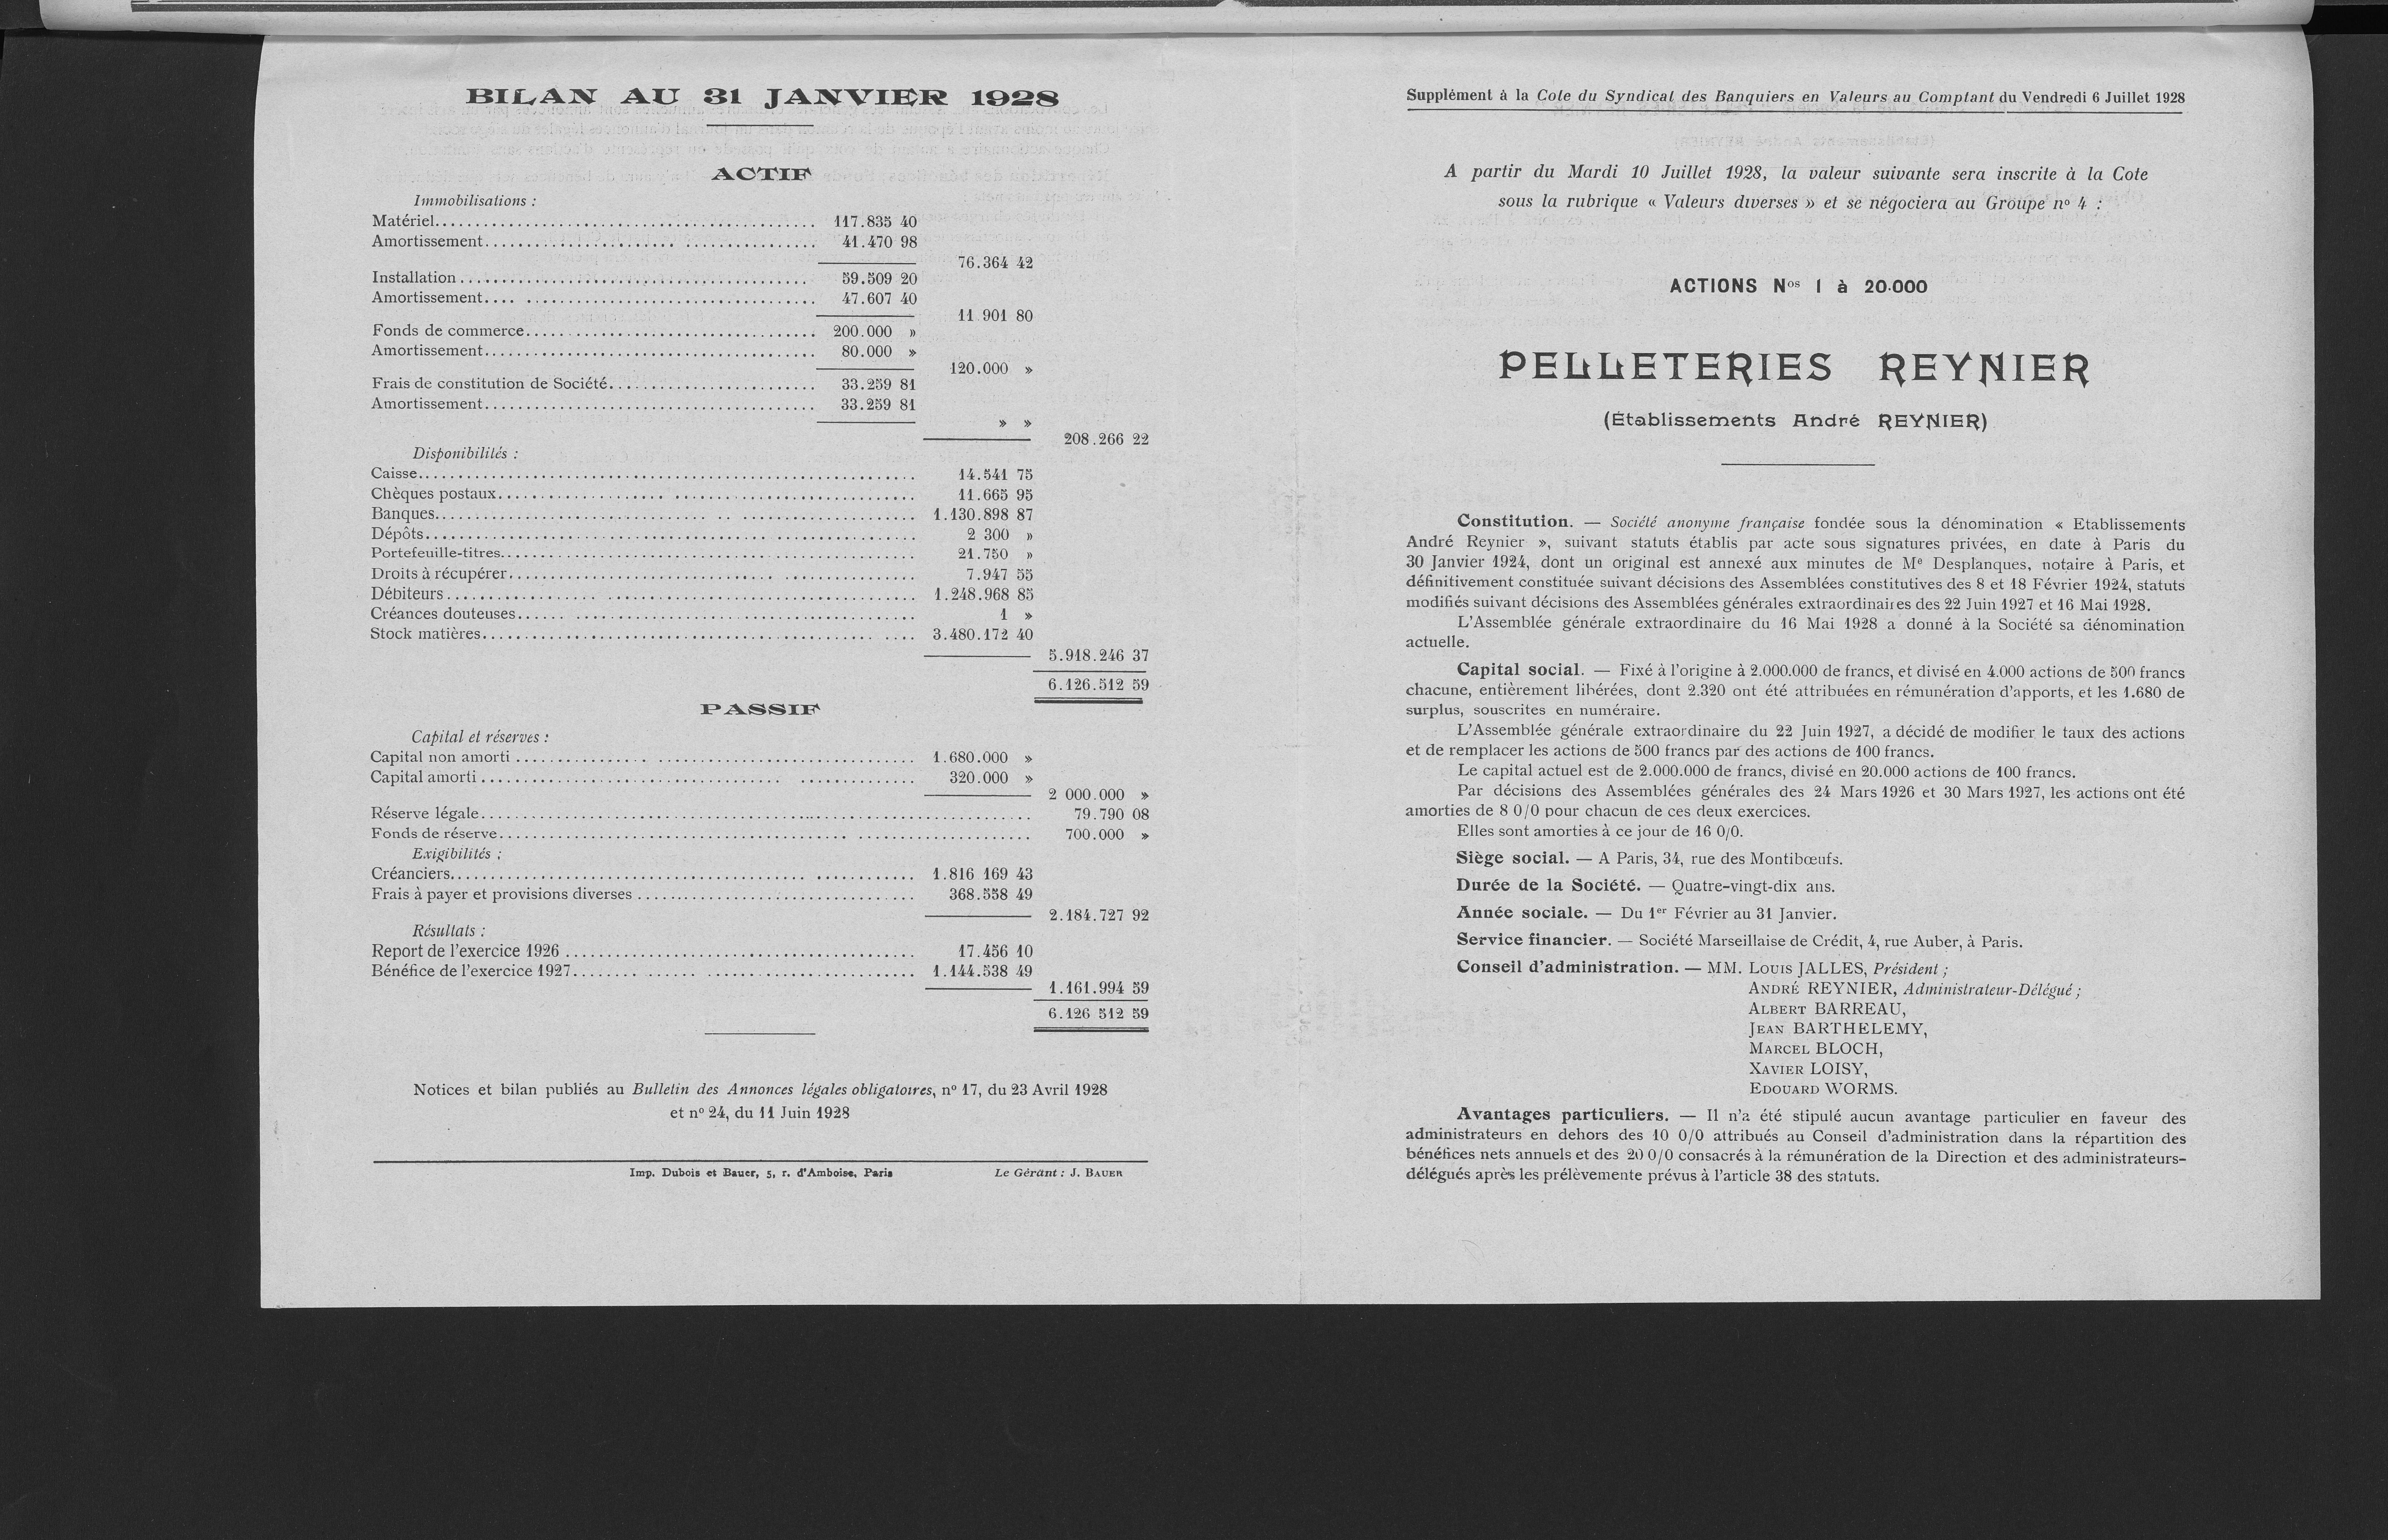 BILAN AU 31 JANVIER 1928
ACTIF
Immobilisations :
Matériel 117.835 40
Amortissement 41.470 98
76.364 42
Installation 59.509 20
Amortissement 47.607 40
11.901 80
Fonds de commerce 200.000 »
Amortissement 80.000 »
120.000 »
Frais de constitution de Société 33.259 81
Amortissement 33.259 81
» »
208.266 22
Disponibilités :
Caisse 14.541 75
Chèques postaux 11.665 95
Banques 1.130.898 87
Dépôts 2 300 »
Portefeuille-titres 21.750 »
Droits à récupérer 7.947 55
Débiteurs 1.248.968 85
Créances douteuses 1 »
Stock matières 3.480.172 40
5.918.246 37
6.126.512 59
PASSIF
Capital et réserves :
Capital non amorti 1.680.000 »
Capital amorti 320.000 »
2 000.000 »
Réserve légale 79.790 08
Fonds de réserve 700.000 »
Exigibilités :
Créanciers 1.816 169 43
Frais à payer et provisions diverses 368.558 49
2.184.727 92
Résultats :
Report de l'exercice 1926 17.456 10
Bénéfice de l'exercice 1927 1.144.538 49
1.161.994 59
6.126 512 59
Notices et bilan publiés au Bulletin des Annonces légales obligatoires, nº 17, du 23 Avril 1928
et nº 24, du 11 Juin 1928
Imp. Dubois et Bauer, 5, r. d'Amboise, Paris Le Gérant : J. BAUER
Supplément à la Cote du Syndicat des Banquiers en Valeurs au Comptant du Vendredi 6 Juillet 1928
A partir du Mardi 10 Juillet 1928, la valeur suivante sera inscrite à la Cote
sous la rubrique « Valeurs diverses » et se négociera au Groupe nº 4 :
ACTIONS Nos 1 à 20.000
PELLETERIES REYNIER
(Etablissements André REYNIER)
Constitution. — Société anonyme française fondée sous la dénomination « Etablissements
André Reynier », suivant statuts établis par acte sous signatures privées, en date à Paris du
30 Janvier 1924, dont un original est annexé aux minutes de Me Desplanques, notaire à Paris, et
définitivement constituée suivant décisions des Assemblées constitutives des 8 et 18 Février 1924, statuts
modifiés suivant décisions des Assemblées générales extraordinaires des 22 Juin 1927 et 16 Mai 1928.
L'Assemblée générale extraordinaire du 16 Mai 1928 a donné à la Société sa dénomination
actuelle.
Capital social. — Fixé à l'origine à 2.000.000 de francs, et divisé en 4.000 actions de 500 francs
chacune, entièrement libérées, dont 2.320 ont été attribuées en rémunération d'apports, et les 1.680 de
surplus, souscrites en numéraire.
L'Assemblée générale extraordinaire du 22 Juin 1927, a décidé de modifier le taux des actions
et de remplacer les actions de 500 francs par des actions de 100 francs.
Le capital actuel est de 2.000.000 de francs, divisé en 20.000 actions de 100 francs.
Par décisions des Assemblées générales des 24 Mars 1926 et 30 Mars 1927, les actions ont été
amorties de 8 0/0 pour chacun de ces deux exercices.
Elles sont amorties à ce jour de 16 0/0.
Siège social. — A Paris, 34, rue des Montibœufs.
Durée de la Société. — Quatre-vingt-dix ans.
Année sociale. — Du 1er Février au 31 Janvier.
Service financier. — Société Marseillaise de Crédit, 4, rue Auber, à Paris.
Conseil d'administration. — MM. LOUIS JALLES, Président ;
ANDRÉ REYNIER, Administrateur-Délégué ;
ALBERT BARREAU,
JEAN BARTHELEMY,
MARCEL BLOCH,
XAVIER LOISY,
EDOUARD WORMS.
Avantages particuliers. — Il n'a été stipulé aucun avantage particulier en faveur des
administrateurs en dehors des 10 0/0 attribués au Conseil d'administration dans la répartition des
bénéfices nets annuels et des 20 0/0 consacrés à la rémunération de la Direction et des administrateurs-
délégués après les prélèvemente prévus à l'article 38 des statuts.